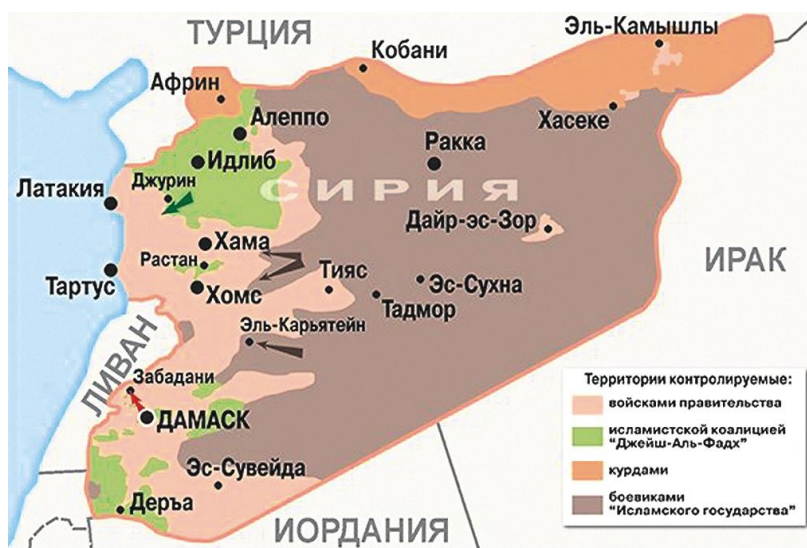 ТУРЦИЯ
Эль-Камышлы
Кобани
Африн
Алеппо
Хасеке
Идлиб
Ракка
Джурин
СИРИЯ
Латакия
Дайр-эс-Зор
Хама
Растан
Тияс
ИРАК
Тартус
Хомс
Эс-Сухна
Тадмор
Эль-Карьятейн
ЛИВАН
Забадани
ДАМАСК
Эс-Сувейда
Деръа
ИОРДАНИЯ
Территории контролируемые:
войсками правительства
исламистской коалицией
"Джейш-Аль-Фадх"
курдами
боевиками
"Исламского государства"